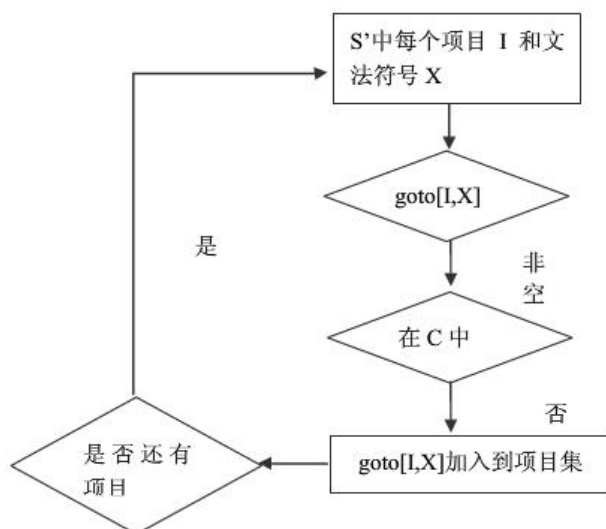 S’中每个项目 I 和文
法符号 X
goto[I,X]
是
非
空
在 C 中
否
goto[I,X]加入到项目集
是否还有
项目